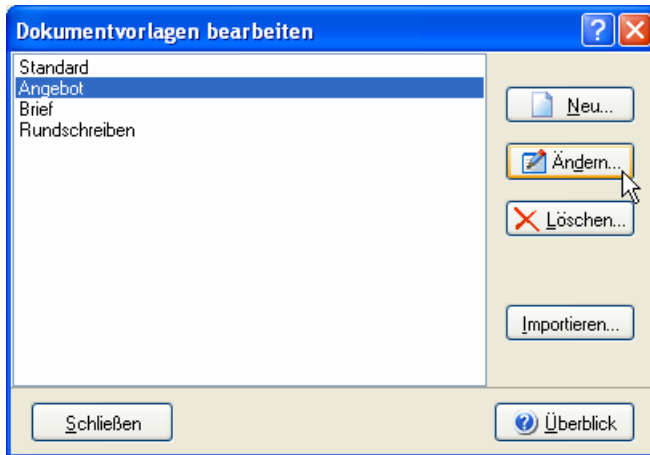 Dokumentvorlagen bearbeiten
?
Standard
Angebot
Brief
Rundschreiben
Neu...
Ändern...
Löschen...
Importieren...
Schließen
? Überblick